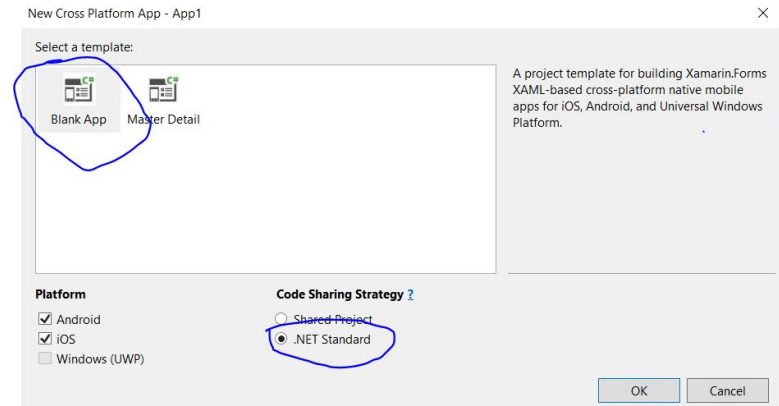 New Cross Platform App - App1
Select a template:
C#
Blank App
C#
Master Detail
A project template for building Xamarin.Forms
XAML-based cross-platform native mobile
apps for iOS, Android, and Universal Windows
Platform.
Platform
Android
iOS
Windows (UWP)
Code Sharing Strategy ?
Shared Project
.NET Standard
OK
Cancel